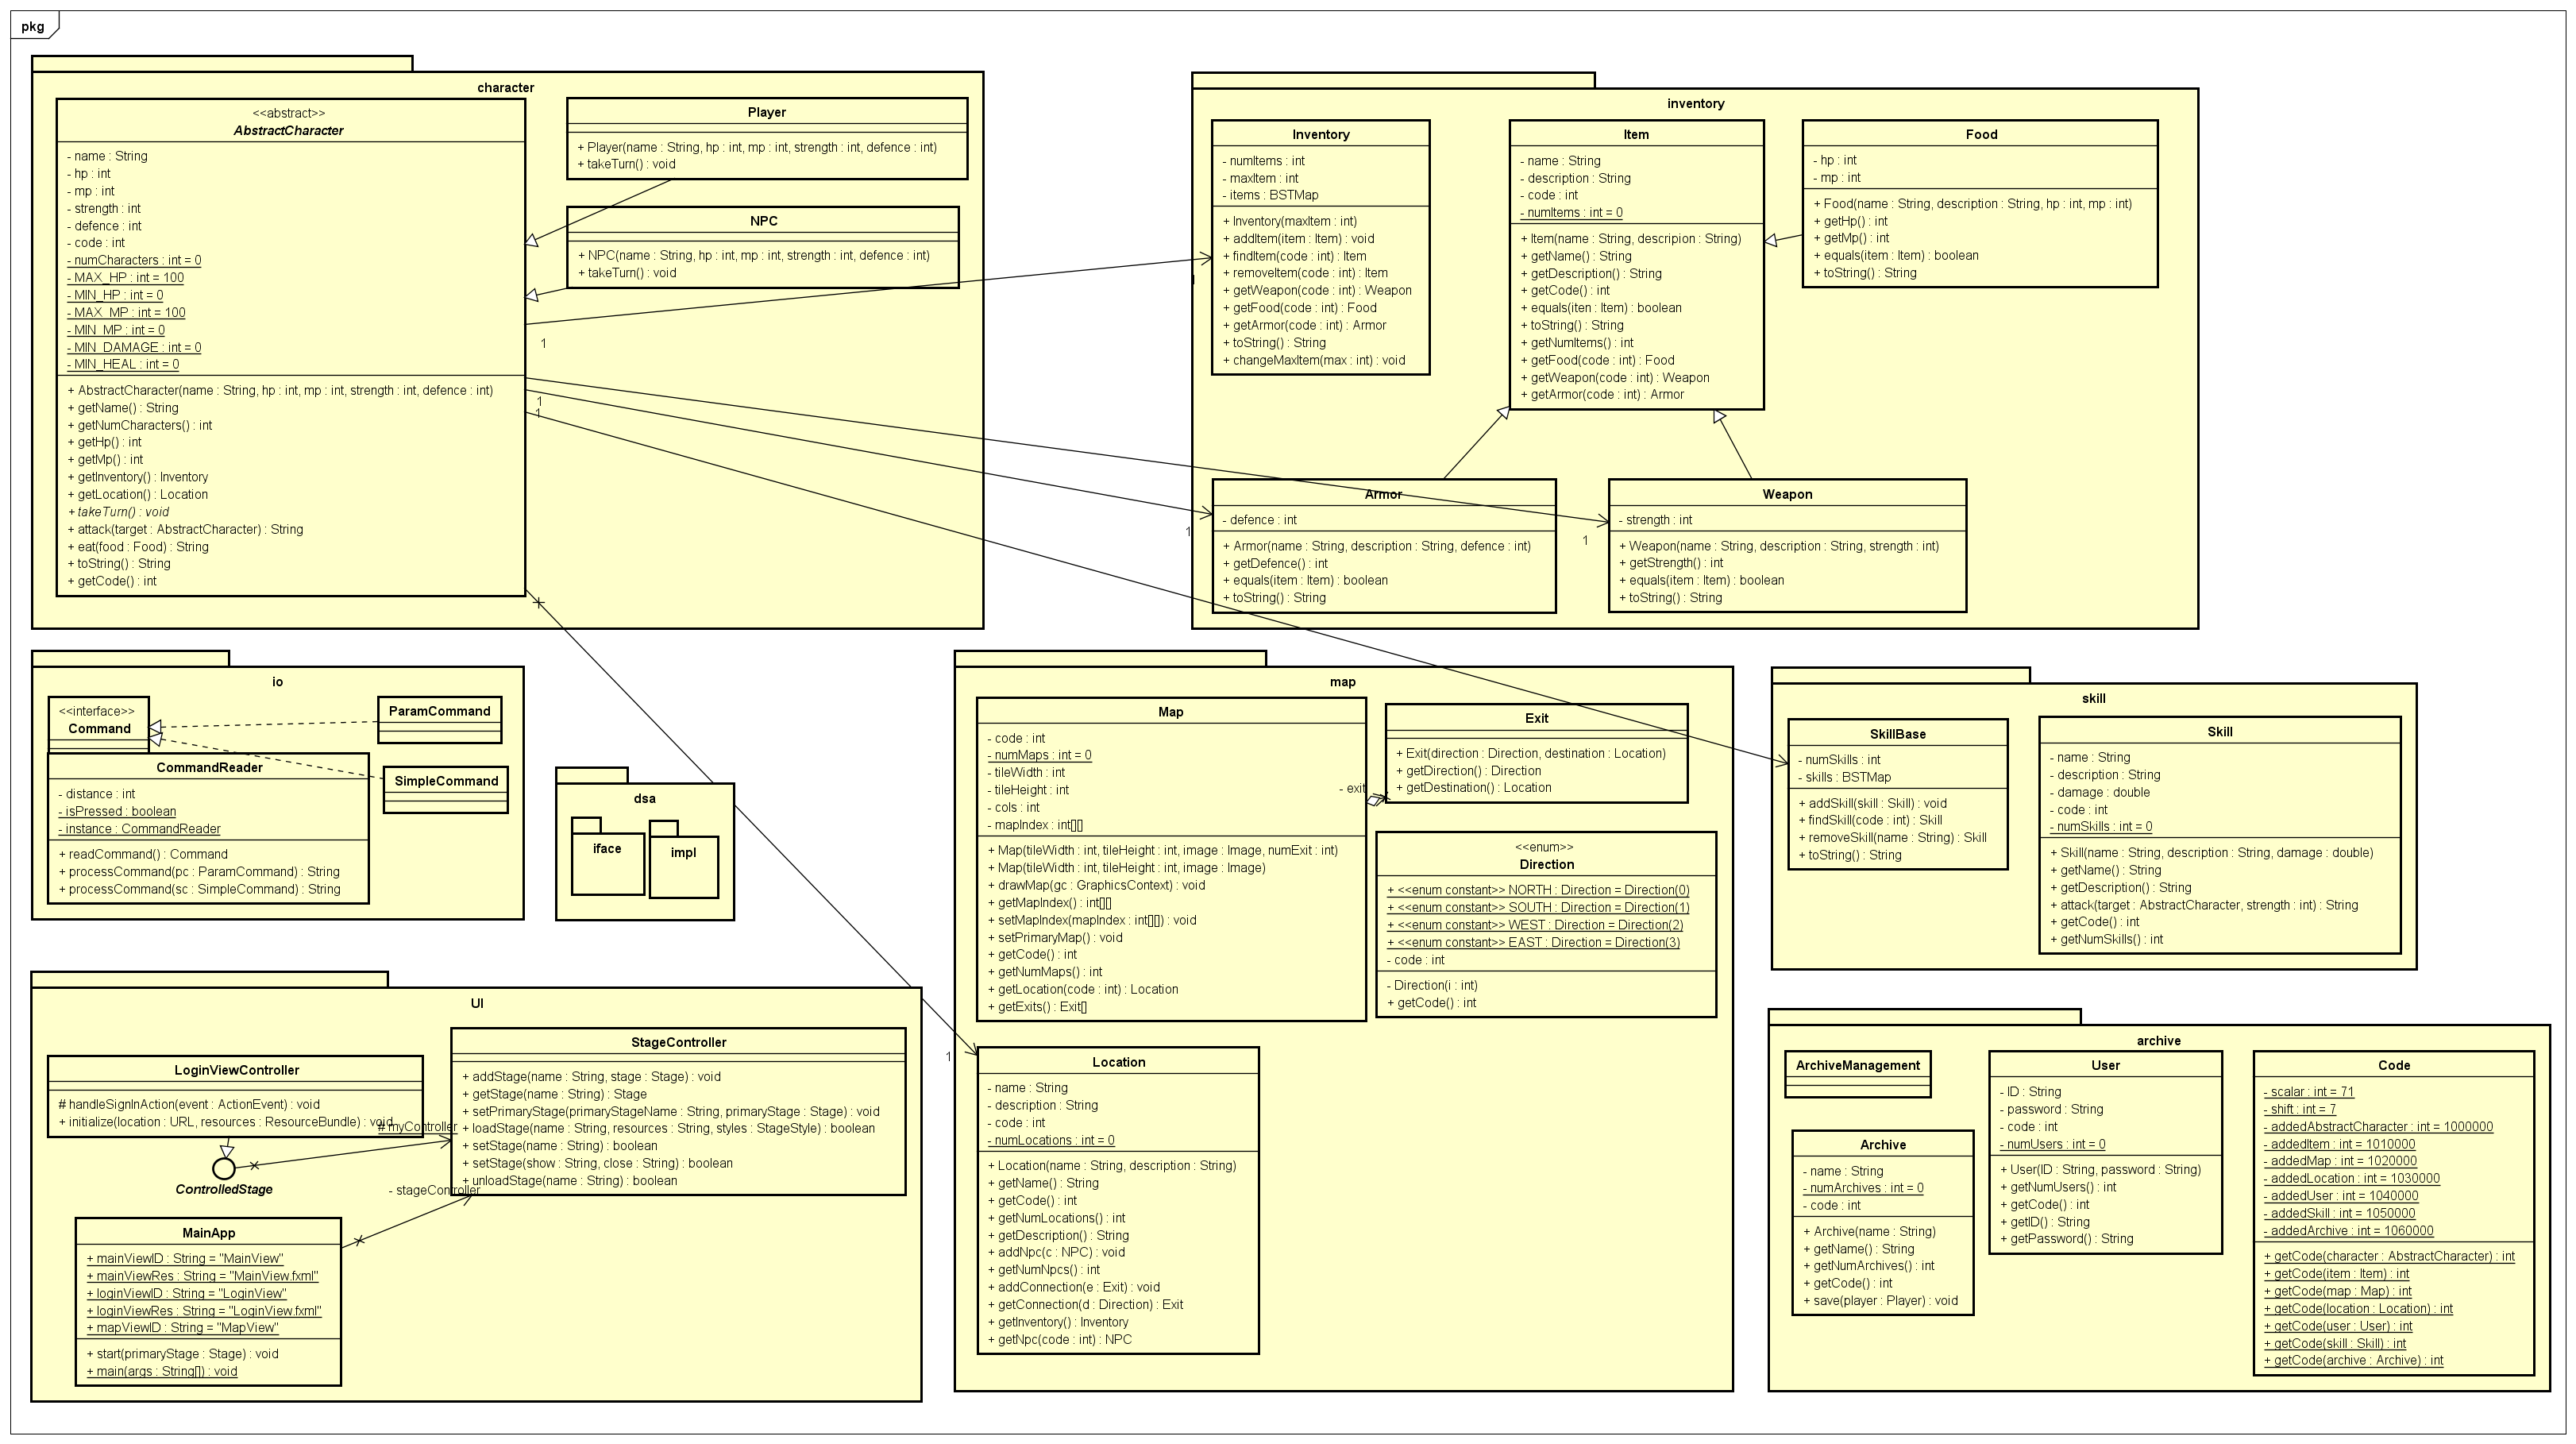 pkg
character
<<abstract>>
AbstractCharacter
- name : String
- hp : int
- mp : int
- strength : int
- defence : int
- code : int
- numCharacters : int = 0
- MAX_HP : int = 100
- MIN_HP : int = 0
- MAX_MP : int = 100
- MIN_MP : int = 0
- MIN_DAMAGE : int = 0
- MIN_HEAL : int = 0
+ AbstractCharacter(name : String, hp : int, mp : int, strength : int, defence : int)
+ getName() : String
+ getNumCharacters() : int
+ getHp() : int
+ getMp() : int
+ getInventory() : Inventory
+ getLocation() : Location
+ takeTurn() : void
+ attack(target : AbstractCharacter) : String
+ eat(food : Food) : String
+ toString() : String
+ getCode() : int
Player
+ Player(name : String, hp : int, mp : int, strength : int, defence : int)
+ takeTurn() : void
NPC
+ NPC(name : String, hp : int, mp : int, strength : int, defence : int)
+ takeTurn() : void
1
1
1
inventory
Inventory
- numItems : int
- maxItem : int
- items : BSTMap
+ Inventory(maxItem : int)
+ addItem(item : Item) : void
+ findItem(code : int) : Item
+ removeItem(code : int) : Item
+ getWeapon(code : int) : Weapon
+ getFood(code : int) : Food
+ getArmor(code : int) : Armor
+ toString() : String
+ changeMaxItem(max : int) : void
1
Item
- name : String
- description : String
- code : int
- numItems : int = 0
+ Item(name : String, descripion : String)
+ getName() : String
+ getDescription() : String
+ getCode() : int
+ equals(iten : Item) : boolean
+ toString() : String
+ getNumItems() : int
+ getFood(code : int) : Food
+ getWeapon(code : int) : Weapon
+ getArmor(code : int) : Armor
Food
- hp : int
- mp : int
+ Food(name : String, description : String, hp : int, mp : int)
+ getHp() : int
+ getMp() : int
+ equals(item : Item) : boolean
+ toString() : String
Armor
- defence : int
+ Armor(name : String, description : String, defence : int)
+ getDefence() : int
+ equals(item : Item) : boolean
+ toString() : String
1
Weapon
- strength : int
+ Weapon(name : String, description : String, strength : int)
+ getStrength() : int
+ equals(item : Item) : boolean
+ toString() : String
1
io
<<interface>>
Command
ParamCommand
SimpleCommand
CommandReader
- distance : int
- isPressed : boolean
- instance : CommandReader
+ readCommand() : Command
+ processCommand(pc : ParamCommand) : String
+ processCommand(sc : SimpleCommand) : String
dsa
iface
impl
map
Map
- code : int
- numMaps : int = 0
- tileWidth : int
- tileHeight : int
- cols : int
- mapIndex : int[][]
+ Map(tileWidth : int, tileHeight : int, image : Image, numExit : int)
+ Map(tileWidth : int, tileHeight : int, image : Image)
+ drawMap(gc : GraphicsContext) : void
+ getMapIndex() : int[][]
+ setMapIndex(mapIndex : int[][]) : void
+ setPrimaryMap() : void
+ getCode() : int
+ getNumMaps() : int
+ getLocation(code : int) : Location
+ getExits() : Exit[]
- exit
Exit
+ Exit(direction : Direction, destination : Location)
+ getDirection() : Direction
+ getDestination() : Location
<<enum>>
Direction
+ <<enum constant>> NORTH : Direction = Direction(0)
+ <<enum constant>> SOUTH : Direction = Direction(1)
+ <<enum constant>> WEST : Direction = Direction(2)
+ <<enum constant>> EAST : Direction = Direction(3)
- code : int
- Direction(i : int)
+ getCode() : int
1
Location
- name : String
- description : String
- code : int
- numLocations : int = 0
+ Location(name : String, description : String)
+ getName() : String
+ getCode() : int
+ getNumLocations() : int
+ getDescription() : String
+ addNpc(c : NPC) : void
+ getNumNpcs() : int
+ addConnection(e : Exit) : void
+ getConnection(d : Direction) : Exit
+ getInventory() : Inventory
+ getNpc(code : int) : NPC
skill
SkillBase
- numSkills : int
- skills : BSTMap
+ addSkill(skill : Skill) : void
+ findSkill(code : int) : Skill
+ removeSkill(name : String) : Skill
+ toString() : String
Skill
- name : String
- description : String
- damage : double
- code : int
- numSkills : int = 0
+ Skill(name : String, description : String, damage : double)
+ getName() : String
+ getDescription() : String
+ attack(target : AbstractCharacter, strength : int) : String
+ getCode() : int
+ getNumSkills() : int
UI
LoginViewController
# handleSignInAction(event : ActionEvent) : void
+ initialize(location : URL, resources : ResourceBundle) : void
# myController
ControlledStage
- stageController
StageController
+ addStage(name : String, stage : Stage) : void
+ getStage(name : String) : Stage
+ setPrimaryStage(primaryStageName : String, primaryStage : Stage) : void
+ loadStage(name : String, resources : String, styles : StageStyle) : boolean
+ setStage(name : String) : boolean
+ setStage(show : String, close : String) : boolean
+ unloadStage(name : String) : boolean
MainApp
+ mainViewID : String = "MainView"
+ mainViewRes : String = "MainView.fxml"
+ loginViewID : String = "LoginView"
+ loginViewRes : String = "LoginView.fxml"
+ mapViewID : String = "MapView"
+ start(primaryStage : Stage) : void
+ main(args : String[]) : void
archive
ArchiveManagement
Archive
- name : String
- numArchives : int = 0
- code : int
+ Archive(name : String)
+ getName() : String
+ getNumArchives() : int
+ getCode() : int
+ save(player : Player) : void
User
- ID : String
- password : String
- code : int
- numUsers : int = 0
+ User(ID : String, password : String)
+ getNumUsers() : int
+ getCode() : int
+ getID() : String
+ getPassword() : String
Code
- scalar : int = 71
- shift : int = 7
- addedAbstractCharacter : int = 1000000
- addedItem : int = 1010000
- addedMap : int = 1020000
- addedLocation : int = 1030000
- addedUser : int = 1040000
- addedSkill : int = 1050000
- addedArchive : int = 1060000
+ getCode(character : AbstractCharacter) : int
+ getCode(item : Item) : int
+ getCode(map : Map) : int
+ getCode(location : Location) : int
+ getCode(user : User) : int
+ getCode(skill : Skill) : int
+ getCode(archive : Archive) : int